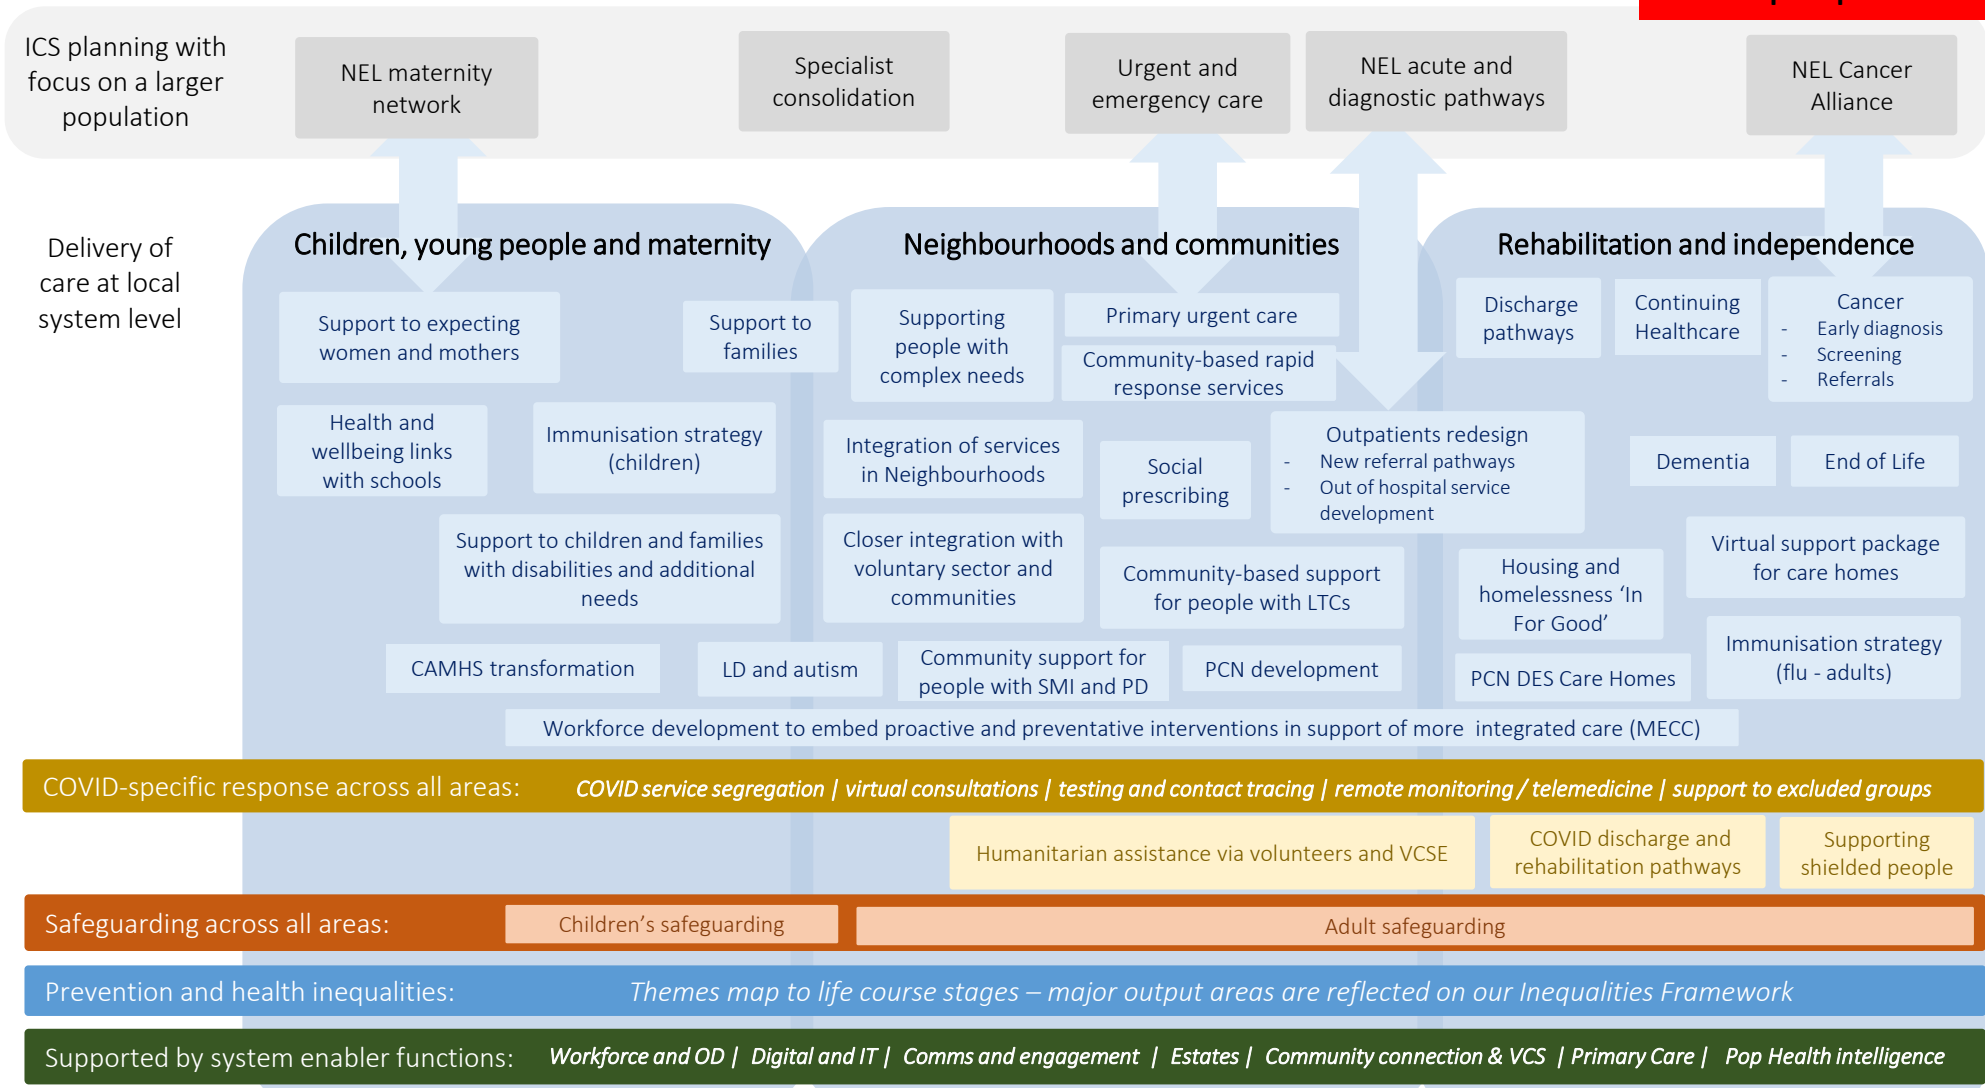 ICS planning with
focus on a larger
population
NEL maternity
network
Specialist
consolidation
Urgent and
emergency care
NEL acute and
diagnostic pathways
NEL Cancer
Alliance
Delivery of
care at local
system level
Children, young people and maternity
Support to expecting
women and mothers
Support to
families
Health and
wellbeing links
with schools
Immunisation strategy
(children)
Support to children and families
with disabilities and additional
needs
CAMHS transformation
LD and autism
Neighbourhoods and communities
Supporting
people with
complex needs
Primary urgent care
Community-based rapid
response services
Integration of services
in Neighbourhoods
Social
prescribing
Outpatients redesign
- New referral pathways
- Out of hospital service
development
Closer integration with
voluntary sector and
communities
Community-based support
for people with LTCs
Community support for
people with SMI and PD
PCN development
Rehabilitation and independence
Discharge
pathways
Continuing
Healthcare
Cancer
- Early diagnosis
- Screening
- Referrals
Dementia
End of Life
Housing and
homelessness ‘In
For Good’
Virtual support package
for care homes
PCN DES Care Homes
Immunisation strategy
(flu - adults)
Workforce development to embed proactive and preventative interventions in support of more integrated care (MECC)
COVID-specific response across all areas: COVID service segregation | virtual consultations | testing and contact tracing | remote monitoring / telemedicine | support to excluded groups
Humanitarian assistance via volunteers and VCSE
COVID discharge and
rehabilitation pathways
Supporting
shielded people
Safeguarding across all areas: Children’s safeguarding Adult safeguarding
Prevention and health inequalities: Themes map to life course stages – major output areas are reflected on our Inequalities Framework
Supported by system enabler functions: Workforce and OD | Digital and IT | Comms and engagement | Estates | Community connection & VCS | Primary Care | Pop Health intelligence